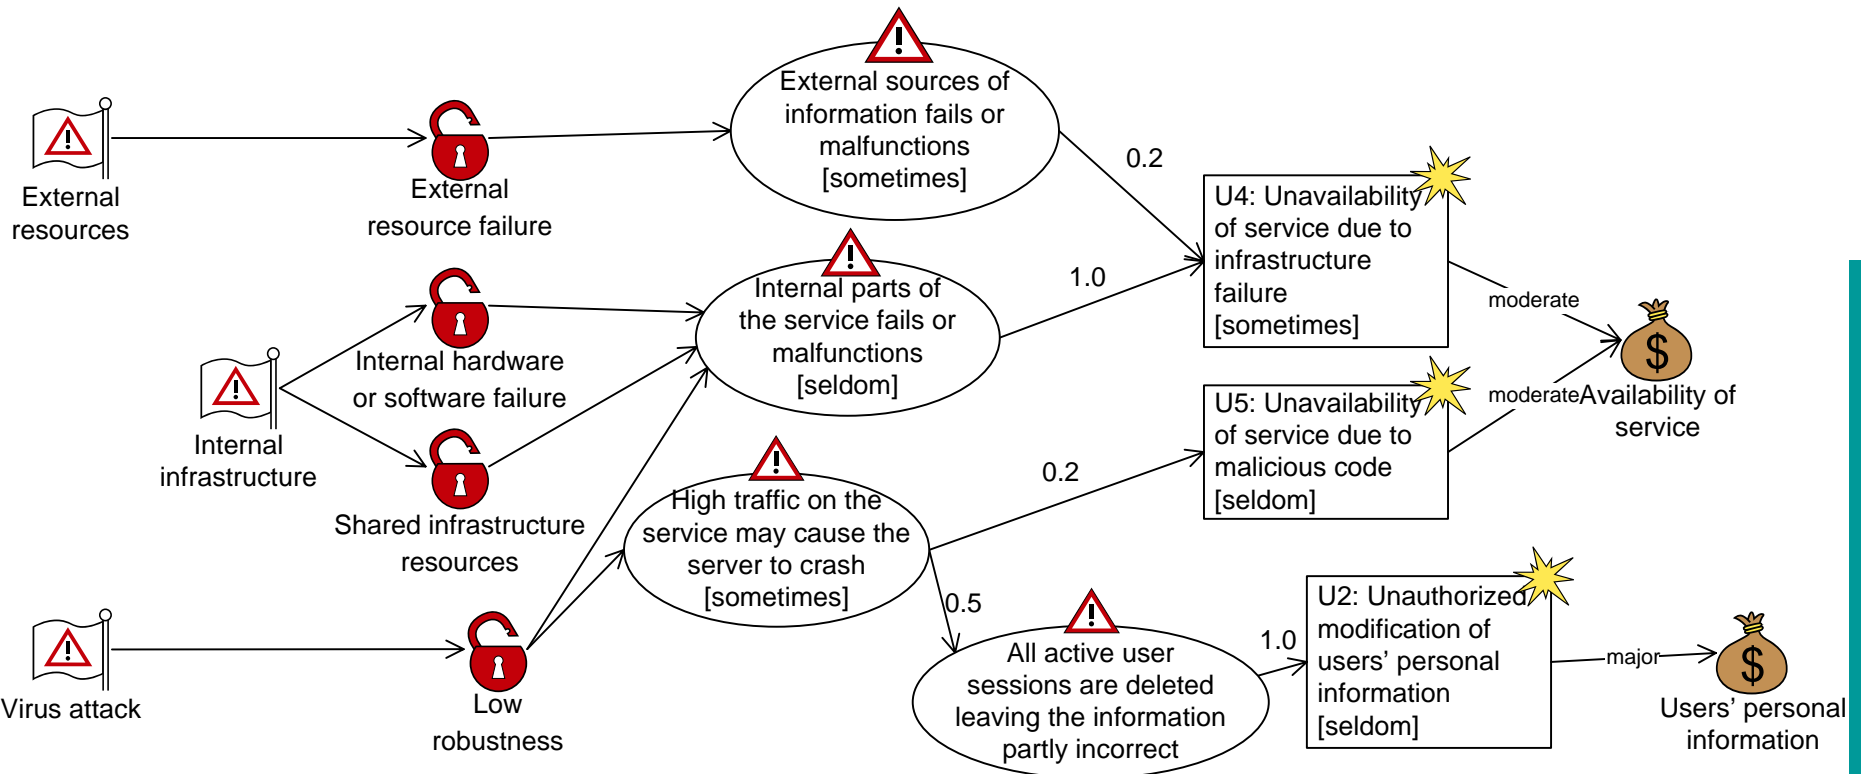 External sources of
information fails or
malfunctions
[sometimes]
External
resources
External
resource failure
0.2
U4: Unavailability
of service due to
infrastructure
failure
[sometimes]
Internal parts of
the service fails or
malfunctions
[seldom]
1.0
moderate
Internal hardware
or software failure
$
Availability of
service
moderate
U5: Unavailability
of service due to
malicious code
[seldom]
Internal
infrastructure
Shared infrastructure
resources
High traffic on the
service may cause the
server to crash
[sometimes]
0.2
0.5
Virus attack
Low
robustness
All active user
sessions are deleted
leaving the information
partly incorrect
1.0
U2: Unauthorized
modification of
users’ personal
information
[seldom]
major
$
Users’ personal
information